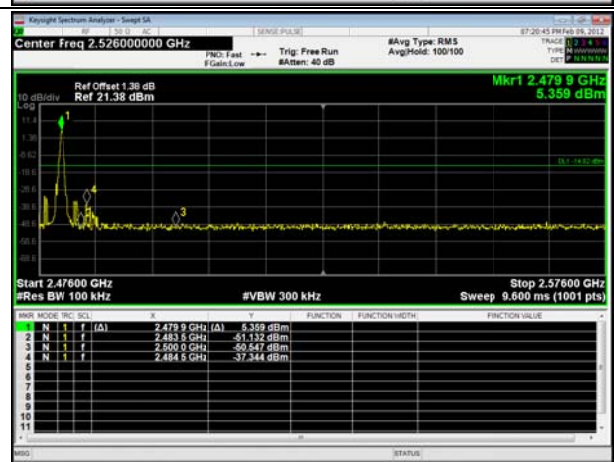 Keysight Spectrum Analyzer - Swept SA
RF 50 Ω AC SENSE:PULSE 07:20:45 PM Feb 09, 2012
Center Freq 2.526000000 GHz
PNO: Fast
IFGain:Low
Trig: Free Run
#Atten: 40 dB
#Avg Type: RMS
Avg|Hold: 100/100
TRACE 1 2 3 4 5 6
TYPE
DET P NNNNN
10 dB/div
Log
Ref Offset 1.38 dB
Ref 21.38 dBm
Mkr1 2.479 9 GHz
5.359 dBm
11.4
1.38
-8.62
-18.6
-28.6
-38.6
-48.6
-58.6
-68.6
DL1 -14.62 dBm
1
4
3
Start 2.47600 GHz
Stop 2.57600 GHz
#Res BW 100 kHz
#VBW 300 kHz
Sweep 9.600 ms (1001 pts)
MKR MODE TRC SCL X Y FUNCTION FUNCTION WIDTH FUNCTION VALUE
1 N 1 f (Δ) 2.479 9 GHz (Δ) 5.359 dBm
2 N 1 f 2.483 5 GHz -51.132 dBm
3 N 1 f 2.500 0 GHz -50.547 dBm
4 N 1 f 2.484 5 GHz -37.344 dBm
5
6
7
8
9
10
11
MSG
STATUS